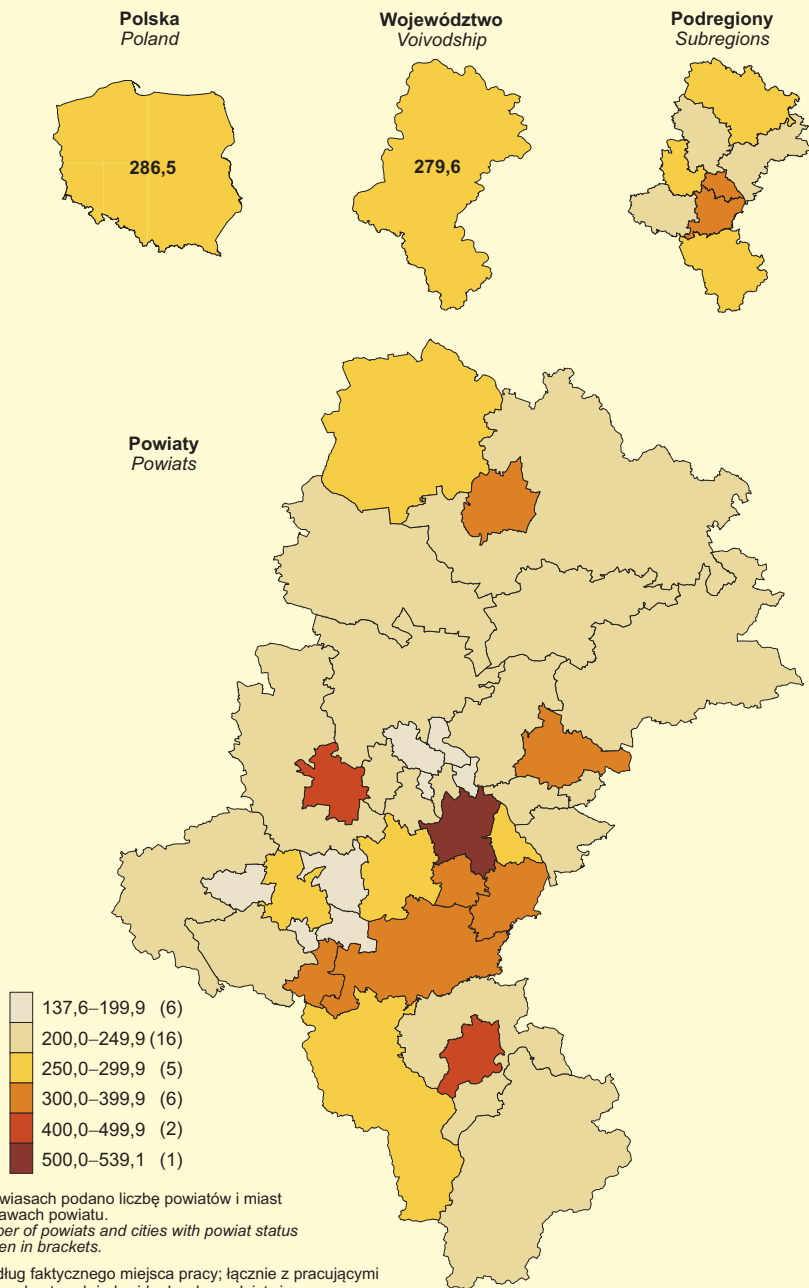 Polska
Poland
Województwo
Voivodship
Podregiony
Subregions
286,5
279,6
Powiaty
Powiats
137,6–199,9 (6)
200,0–249,9 (16)
250,0–299,9 (5)
300,0–399,9 (6)
400,0–499,9 (2)
500,0–539,1 (1)
wiasach podano liczbę powiatów i miast
awach powiatu.
ber of powiats and cities with powiat status
en in brackets.
ług faktycznego miejsca pracy; łącznie z pracującymi